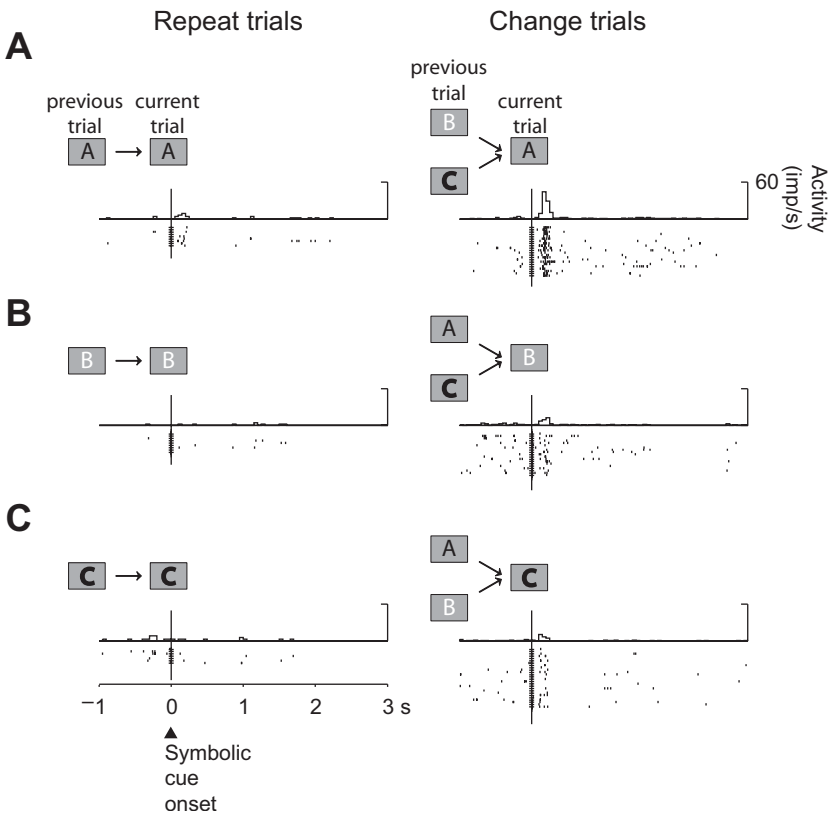 Repeat trials
Change trials
A
previous
trial
current
trial
A
A
previous
trial
B
C
current
trial
A
60
Activity
(imp/s)
B
B
B
A
C
B
C
C
C
A
B
C
−1
0
1
2
3 s
Symbolic
cue
onset